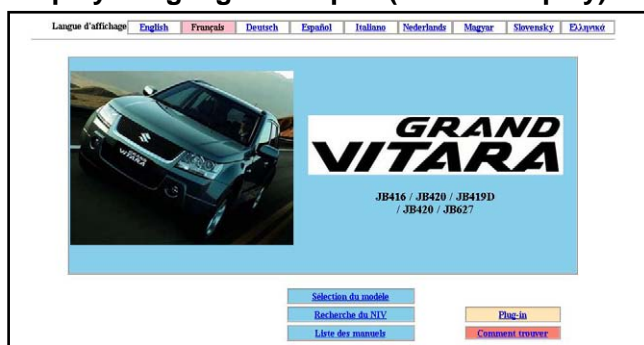 Langue d'affichage English Français Deutsch Español Italiano Nederlands Magyar Slovensky Ελληνικά
GRAND
VITARA
JB416 / JB420 / JB419D
/ JB420 / JB627
Sélection du modèle
Recherche du NIV
Plug-in
Liste des manuels
Comment trouver